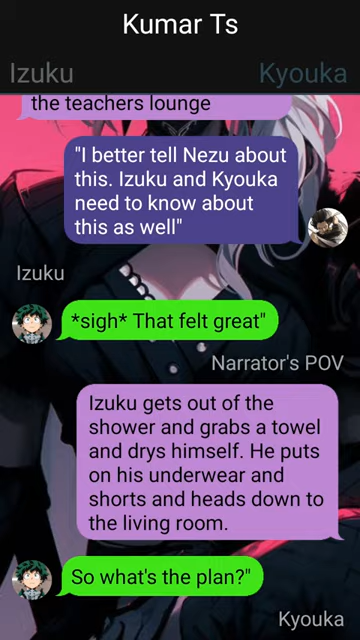 Kumar Ts
Izuku
Kyouka
the teachers lounge
"I better tell Nezu about
this. Izuku and Kyouka
need to know about
this as well"
Izuku
*sigh* That felt great"
Narrator's POV
Izuku gets out of the
shower and grabs a towel
and drys himself. He puts
on his underwear and
shorts and heads down to
the living room.
So what's the plan?"
Kyouka